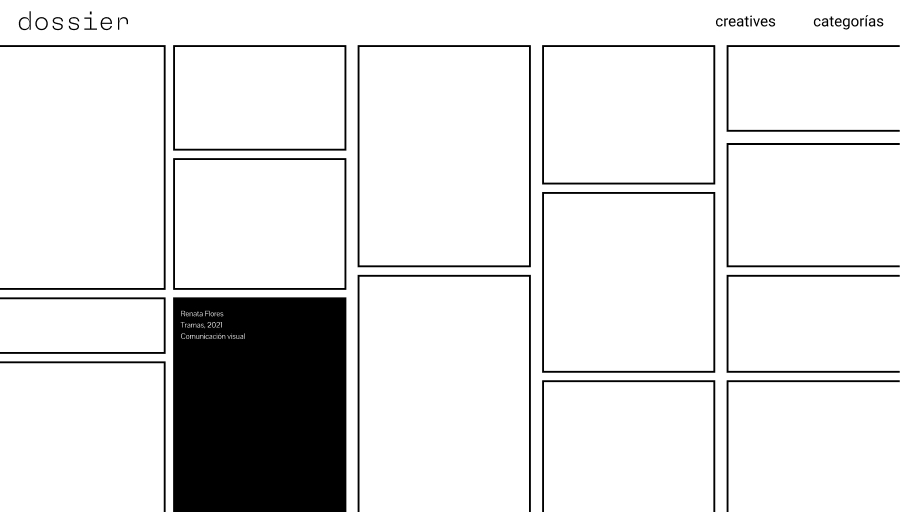 dossier
creatives
categorías
Renata Flores
Tramas, 2021
Comunicación visual